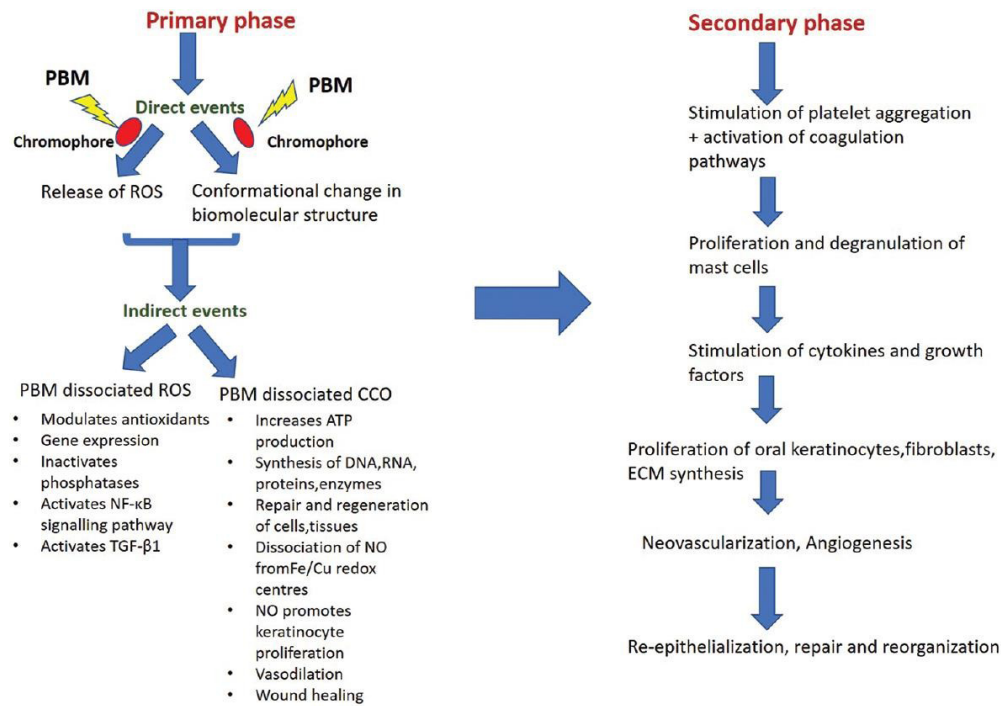 Primary phase
PBM
PBM
Direct events
Chromophore
Chromophore
Release of ROS
Conformational change in
biomolecular structure
Indirect events
PBM dissociated ROS
• Modulates antioxidants
• Gene expression
• Inactivates
phosphatases
• Activates NF-κB
signalling pathway
• Activates TGF-β1
PBM dissociated CCO
• Increases ATP
production
• Synthesis of DNA,RNA,
proteins,enzymes
• Repair and regeneration
of cells,tissues
• Dissociation of NO
fromFe/Cu redox
centres
• NO promotes
keratinocyte
proliferation
• Vasodilation
• Wound healing
Secondary phase
Stimulation of platelet aggregation
+ activation of coagulation
pathways
Proliferation and degranulation of
mast cells
Stimulation of cytokines and growth
factors
Proliferation of oral keratinocytes,fibroblasts,
ECM synthesis
Neovascularization, Angiogenesis
Re-epithelialization, repair and reorganization